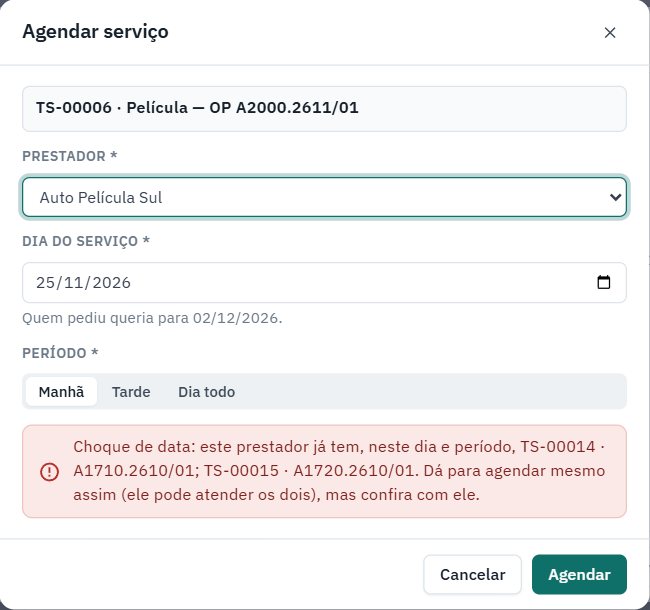 Agendar serviço
TS-00006 · Película — OP A2000.2611/01
PRESTADOR *
Auto Película Sul
DIA DO SERVIÇO *
25/11/2026
Quem pediu queria para 02/12/2026.
PERÍODO *
Manhã Tarde Dia todo
Choque de data: este prestador já tem, neste dia e período, TS-00014 ·
A1710.2610/01; TS-00015 · A1720.2610/01. Dá para agendar mesmo
assim (ele pode atender os dois), mas confira com ele.
Cancelar Agendar